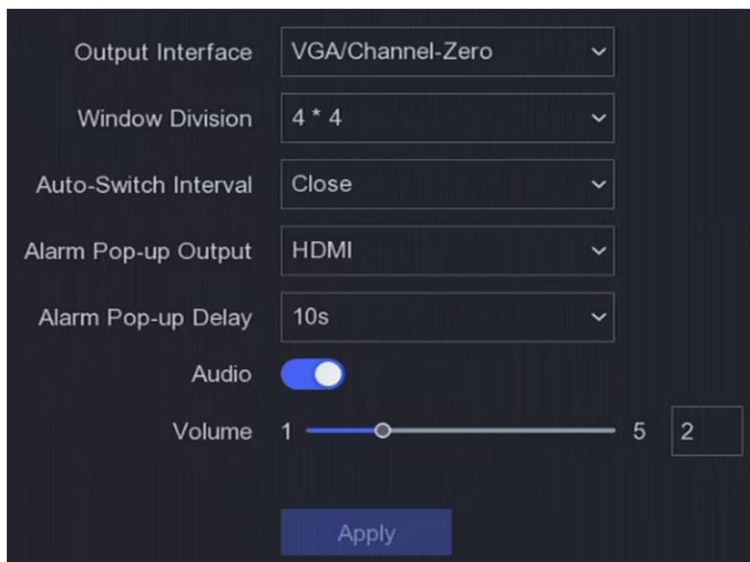 Output Interface VGA/Channel-Zero
Window Division 4 * 4
Auto-Switch Interval Close
Alarm Pop-up Output HDMI
Alarm Pop-up Delay 10s
Audio
Volume 1 5 2
Apply